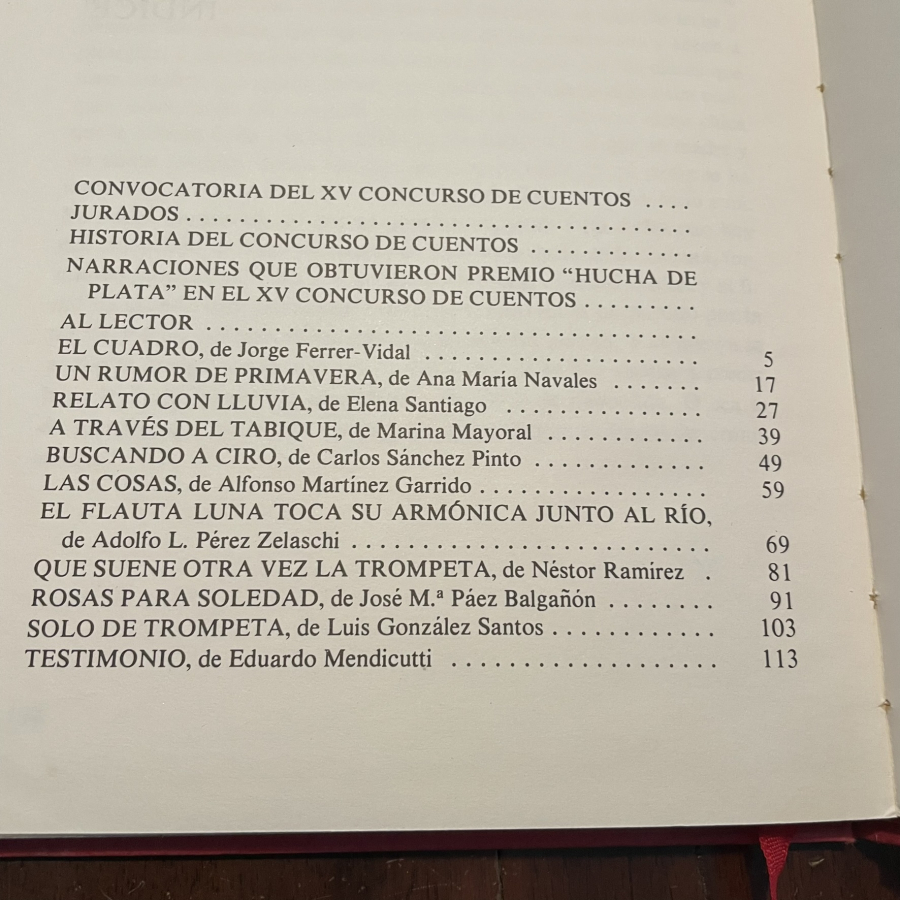 CONVOCATORIA DEL XV CONCURSO DE CUENTOS ....
JURADOS ........................................
HISTORIA DEL CONCURSO DE CUENTOS .............
NARRACIONES QUE OBTUVIERON PREMIO “HUCHA DE
PLATA” EN EL XV CONCURSO DE CUENTOS .........
AL LECTOR ......................................
EL CUADRO, de Jorge Ferrer-Vidal ...................... 5
UN RUMOR DE PRIMAVERA, de Ana María Navales ....... 17
RELATO CON LLUVIA, de Elena Santiago ................ 27
A TRAVÉS DEL TABIQUE, de Marina Mayoral ............. 39
BUSCANDO A CIRO, de Carlos Sánchez Pinto .............. 49
LAS COSAS, de Alfonso Martínez Garrido .................. 59
EL FLAUTA LUNA TOCA SU ARMÓNICA JUNTO AL RÍO,
de Adolfo L. Pérez Zelaschi ............................ 69
QUE SUENE OTRA VEZ LA TROMPETA, de Néstor Ramírez . 81
ROSAS PARA SOLEDAD, de José M.ª Páez Balgañón ........ 91
SOLO DE TROMPETA, de Luis González Santos ............. 103
TESTIMONIO, de Eduardo Mendicutti ..................... 113